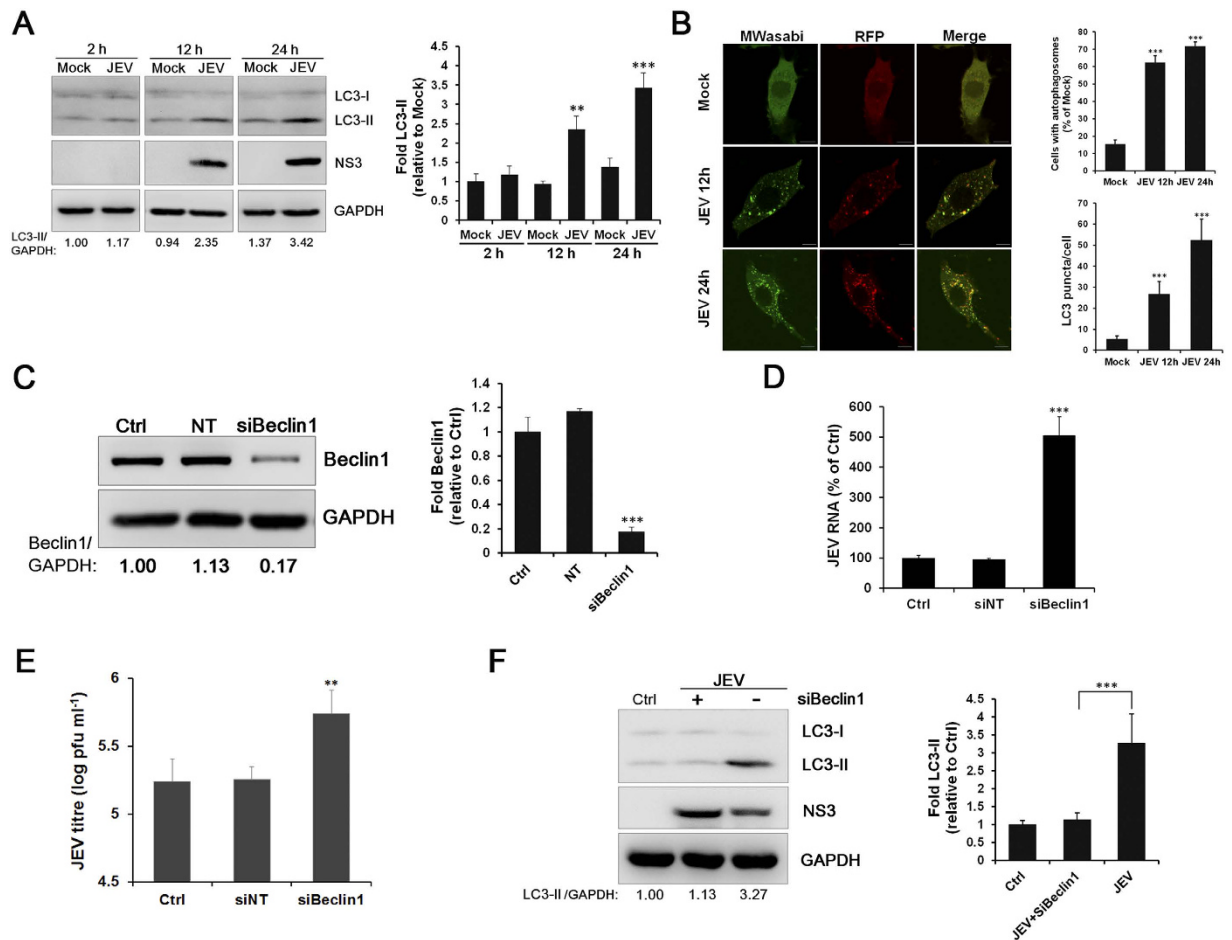 A
2 h 12 h 24 h
Mock JEV Mock JEV Mock JEV
LC3-I
LC3-II
NS3
GAPDH
LC3-II/
GAPDH: 1.00 1.17 0.94 2.35 1.37 3.42
Fold LC3-II
(relative to Mock)
4.5
4
3.5
3
2.5
2
1.5
1
0.5
0
** ***
Mock JEV Mock JEV Mock JEV
2 h 12 h 24 h
B
MWasabi RFP Merge
Mock
JEV 12h
JEV 24h
Cells with autophagosomes
(% of Mock)
80
70
60
50
40
30
20
10
0
*** ***
Mock JEV 12h JEV 24h
LC3 puncta/cell
70
60
50
40
30
20
10
0
*** ***
Mock JEV 12h JEV 24h
C
Ctrl NT siBeclin1
Beclin1
GAPDH
Beclin1/
GAPDH: 1.00 1.13 0.17
Fold Beclin1
(relative to Ctrl)
1.4
1.2
1
0.8
0.6
0.4
0.2
0
***
Ctrl NT siBeclin1
D
JEV RNA (% of Ctrl)
600
500
400
300
200
100
0
***
Ctrl siNT siBeclin1
E
JEV titre (log pfu ml-1)
6
5.5
5
4.5
**
Ctrl siNT siBeclin1
F
JEV
Ctrl + - siBeclin1
LC3-I
LC3-II
NS3
GAPDH
LC3-II/GAPDH: 1.00 1.13 3.27
Fold LC3-II
(relative to Ctrl)
4.5
4
3.5
3
2.5
2
1.5
1
0.5
0
***
Ctrl JEV+SiBeclin1 JEV